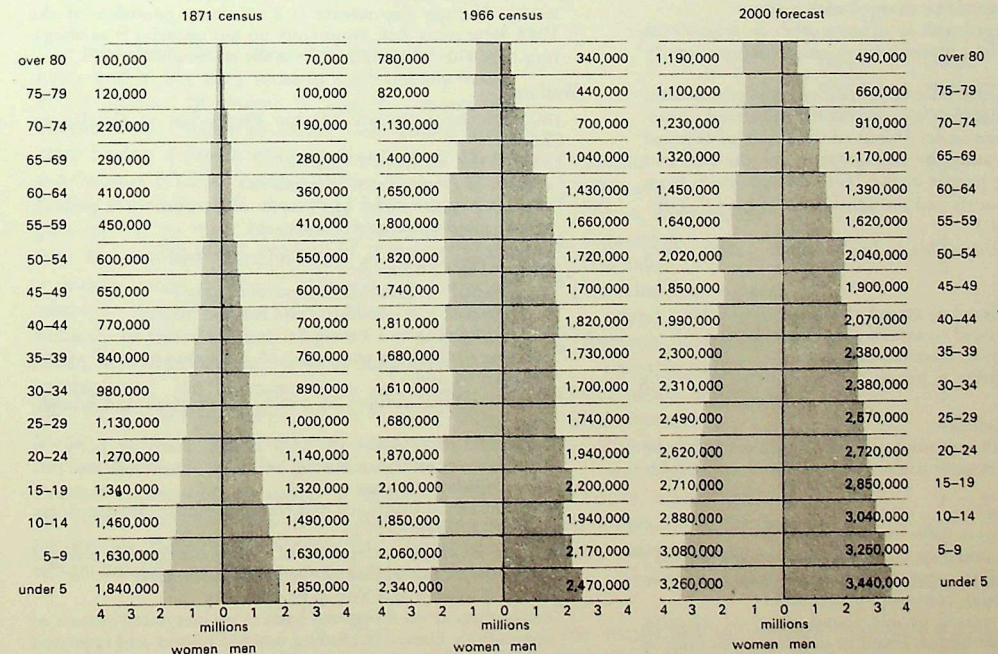 1871 census 1966 census 2000 forecast
over 80 100,000 70,000 780,000 340,000 1,190,000 490,000 over 80
75–79 120,000 100,000 820,000 440,000 1,100,000 660,000 75–79
70–74 220,000 190,000 1,130,000 700,000 1,230,000 910,000 70–74
65–69 290,000 280,000 1,400,000 1,040,000 1,320,000 1,170,000 65–69
60–64 410,000 360,000 1,650,000 1,430,000 1,450,000 1,390,000 60–64
55–59 450,000 410,000 1,800,000 1,660,000 1,640,000 1,620,000 55–59
50–54 600,000 550,000 1,820,000 1,720,000 2,020,000 2,040,000 50–54
45–49 650,000 600,000 1,740,000 1,700,000 1,850,000 1,900,000 45–49
40–44 770,000 700,000 1,810,000 1,820,000 1,990,000 2,070,000 40–44
35–39 840,000 760,000 1,680,000 1,730,000 2,300,000 2,380,000 35–39
30–34 980,000 890,000 1,610,000 1,700,000 2,310,000 2,380,000 30–34
25–29 1,130,000 1,000,000 1,680,000 1,740,000 2,490,000 2,570,000 25–29
20–24 1,270,000 1,140,000 1,870,000 1,940,000 2,620,000 2,720,000 20–24
15–19 1,340,000 1,320,000 2,100,000 2,200,000 2,710,000 2,850,000 15–19
10–14 1,460,000 1,490,000 1,850,000 1,940,000 2,880,000 3,040,000 10–14
5–9 1,630,000 1,630,000 2,060,000 2,170,000 3,080,000 3,250,000 5–9
under 5 1,840,000 1,850,000 2,340,000 2,470,000 3,260,000 3,440,000 under 5
4 3 2 1 0 1 2 3 4 4 3 2 1 0 1 2 3 4 4 3 2 1 0 1 2 3 4
millions millions millions
women men women men women men